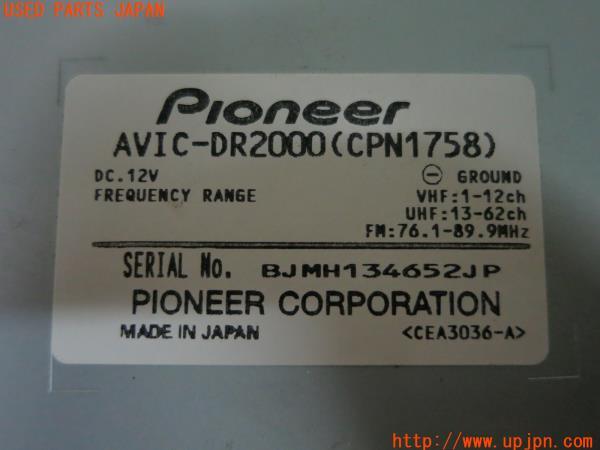 USED PARTS JAPAN
Pioneer
AVIC-DR2000(CPN1758)
DC.12V ⊖ GROUND
FREQUENCY RANGE VHF:1-12ch
UHF:13-62ch
FM:76.1-89.9MHz
SERIAL No. BJMH134652JP
PIONEER CORPORATION
MADE IN JAPAN <CEA3036-A>
http://www.upjpn.com/